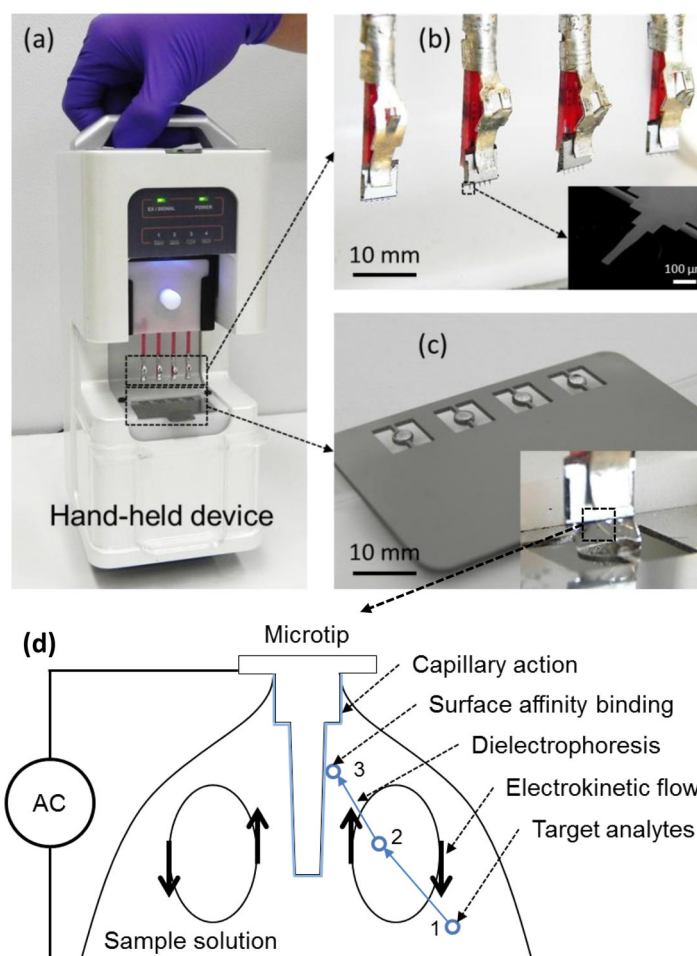 (a)
EX / SIGNAL POWER
1 2 3 4
Hand-held device
(b)
10 mm
100 µm
(c)
10 mm
(d)
Microtip
Capillary action
Surface affinity binding
Dielectrophoresis
3
Electrokinetic flow
AC
2
Target analytes
1
Sample solution